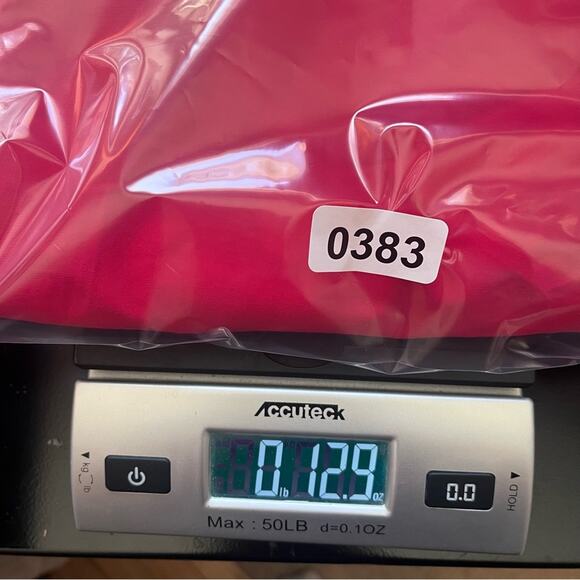 0383
Accuteck
0 lb 12.9 oz
kg lb
0.0
HOLD
Max : 50LB d=0.1OZ